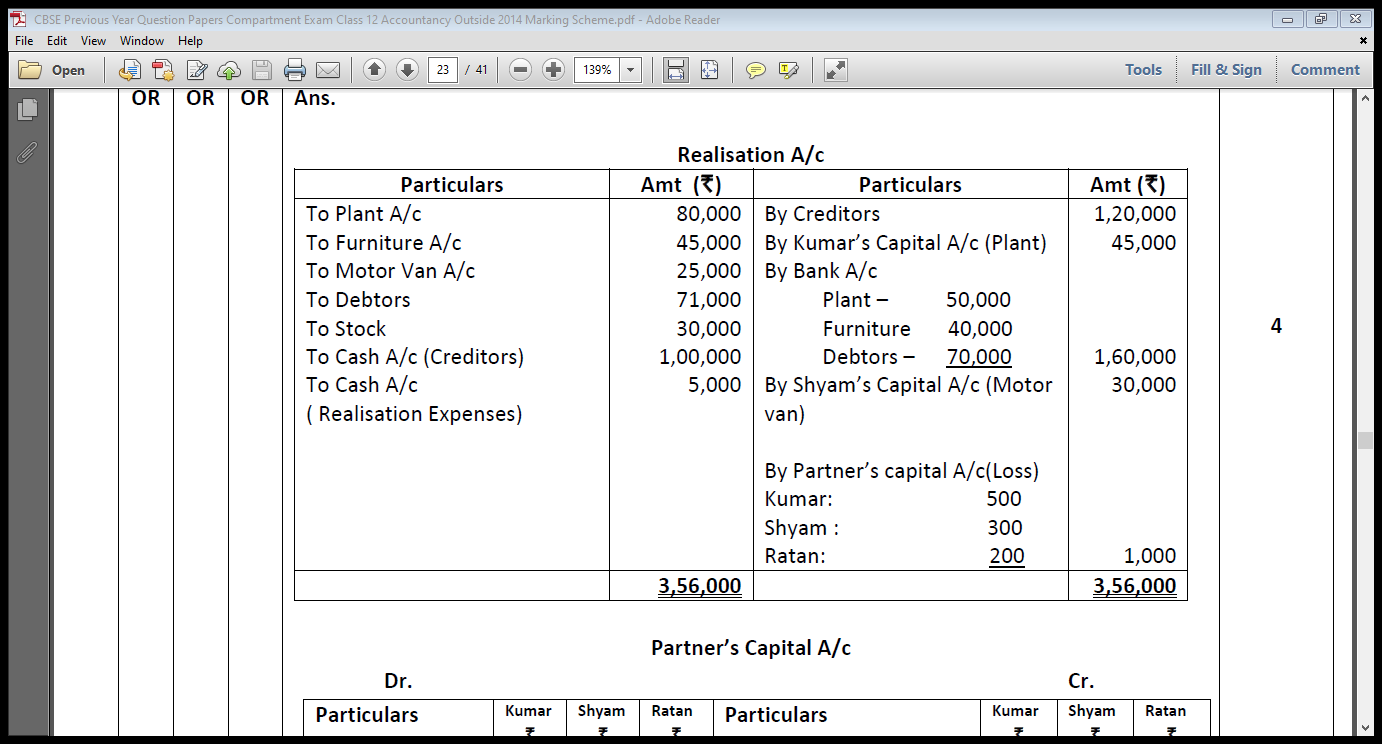 CBSE Previous Year Question Papers Compartment Exam Class 12 Accountancy Outside 2014 Marking Scheme.pdf - Adobe Reader
File Edit View Window Help
Open 23 / 41 139% Tools Fill & Sign Comment
OR OR OR Ans.
Realisation A/c
Particulars Amt (₹) Particulars Amt (₹)
To Plant A/c 80,000 By Creditors 1,20,000
To Furniture A/c 45,000 By Kumar’s Capital A/c (Plant) 45,000
To Motor Van A/c 25,000 By Bank A/c
To Debtors 71,000 Plant – 50,000
To Stock 30,000 Furniture 40,000
To Cash A/c (Creditors) 1,00,000 Debtors – 70,000 1,60,000
To Cash A/c 5,000 By Shyam’s Capital A/c (Motor 30,000
( Realisation Expenses) van)
4
By Partner’s capital A/c(Loss)
Kumar: 500
Shyam : 300
Ratan: 200 1,000
3,56,000 3,56,000
Partner’s Capital A/c
Dr. Cr.
Particulars Kumar Shyam Ratan Particulars Kumar Shyam Ratan
₹ ₹ ₹ ₹ ₹ ₹